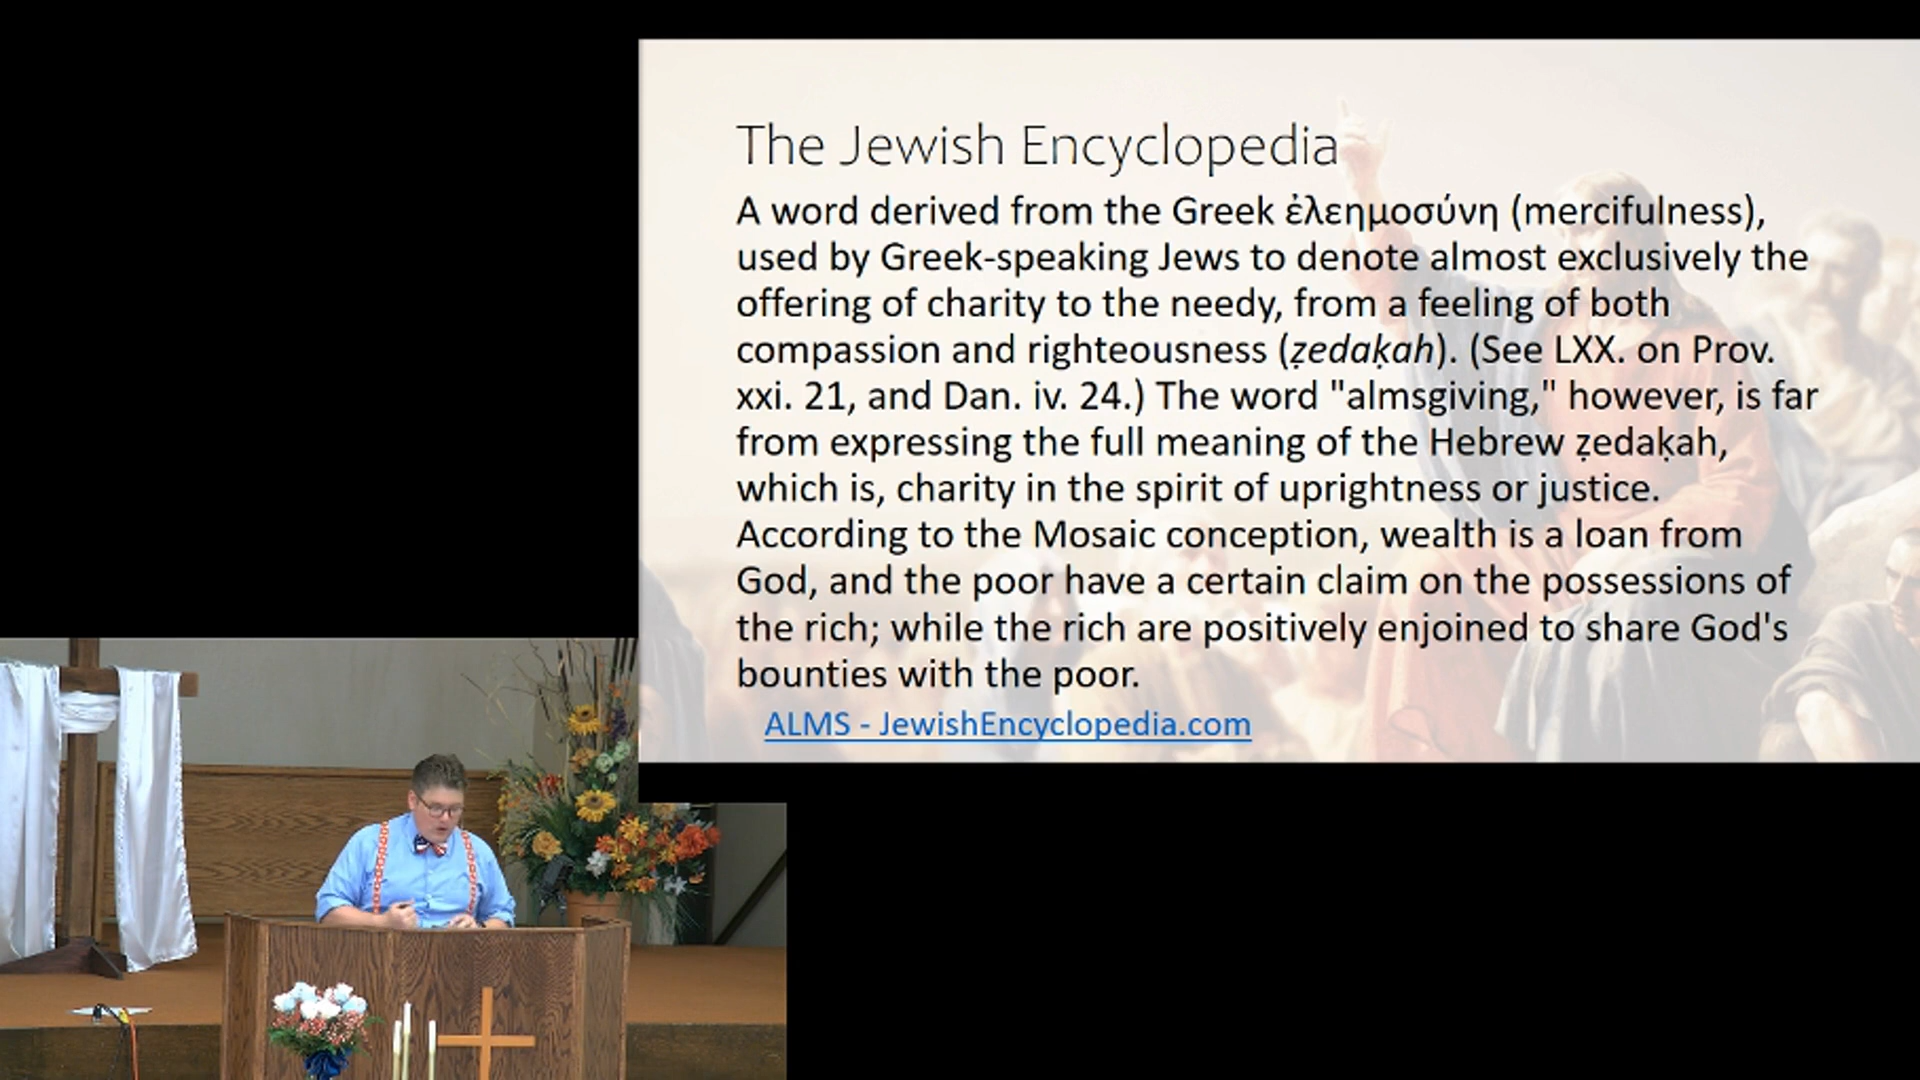 The Jewish Encyclopedia
A word derived from the Greek ἐλεημοσύνη (mercifulness),
used by Greek-speaking Jews to denote almost exclusively the
offering of charity to the needy, from a feeling of both
compassion and righteousness (ẓedaḳah). (See LXX. on Prov.
xxi. 21, and Dan. iv. 24.) The word "almsgiving," however, is far
from expressing the full meaning of the Hebrew ẓedaḳah,
which is, charity in the spirit of uprightness or justice.
According to the Mosaic conception, wealth is a loan from
God, and the poor have a certain claim on the possessions of
the rich; while the rich are positively enjoined to share God's
bounties with the poor.
ALMS - JewishEncyclopedia.com